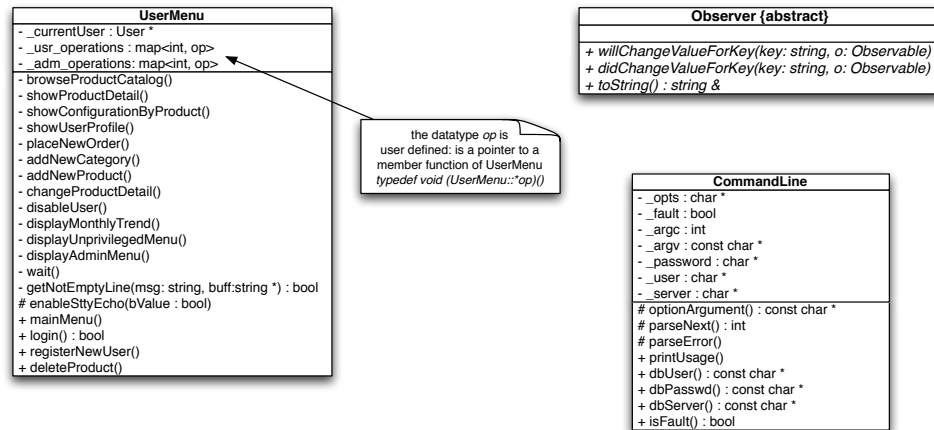 UserMenu
- _currentUser : User *
- _usr_operations : map<int, op>
- _adm_operations: map<int, op>
- browseProductCatalog()
- showProductDetail()
- showConfigurationByProduct()
- showUserProfile()
- placeNewOrder()
- addNewCategory()
- addNewProduct()
- changeProductDetail()
- disableUser()
- displayMonthlyTrend()
- displayUnprivilegedMenu()
- displayAdminMenu()
- wait()
- getNotEmptyLine(msg: string, buff:string *) : bool
# enableSttyEcho(bValue : bool)
+ mainMenu()
+ login() : bool
+ registerNewUser()
+ deleteProduct()
the datatype op is
user defined: is a pointer to a
member function of UserMenu
typedef void (UserMenu::*op)()
Observer {abstract}
+ willChangeValueForKey(key: string, o: Observable)
+ didChangeValueForKey(key: string, o: Observable)
+ toString() : string &
CommandLine
- _opts : char *
- _fault : bool
- _argc : int
- _argv : const char *
- _password : char *
- _user : char *
- _server : char *
# optionArgument() : const char *
# parseNext() : int
# parseError()
+ printUsage()
+ dbUser() : const char *
+ dbPasswd() : const char *
+ dbServer() : const char *
+ isFault() : bool